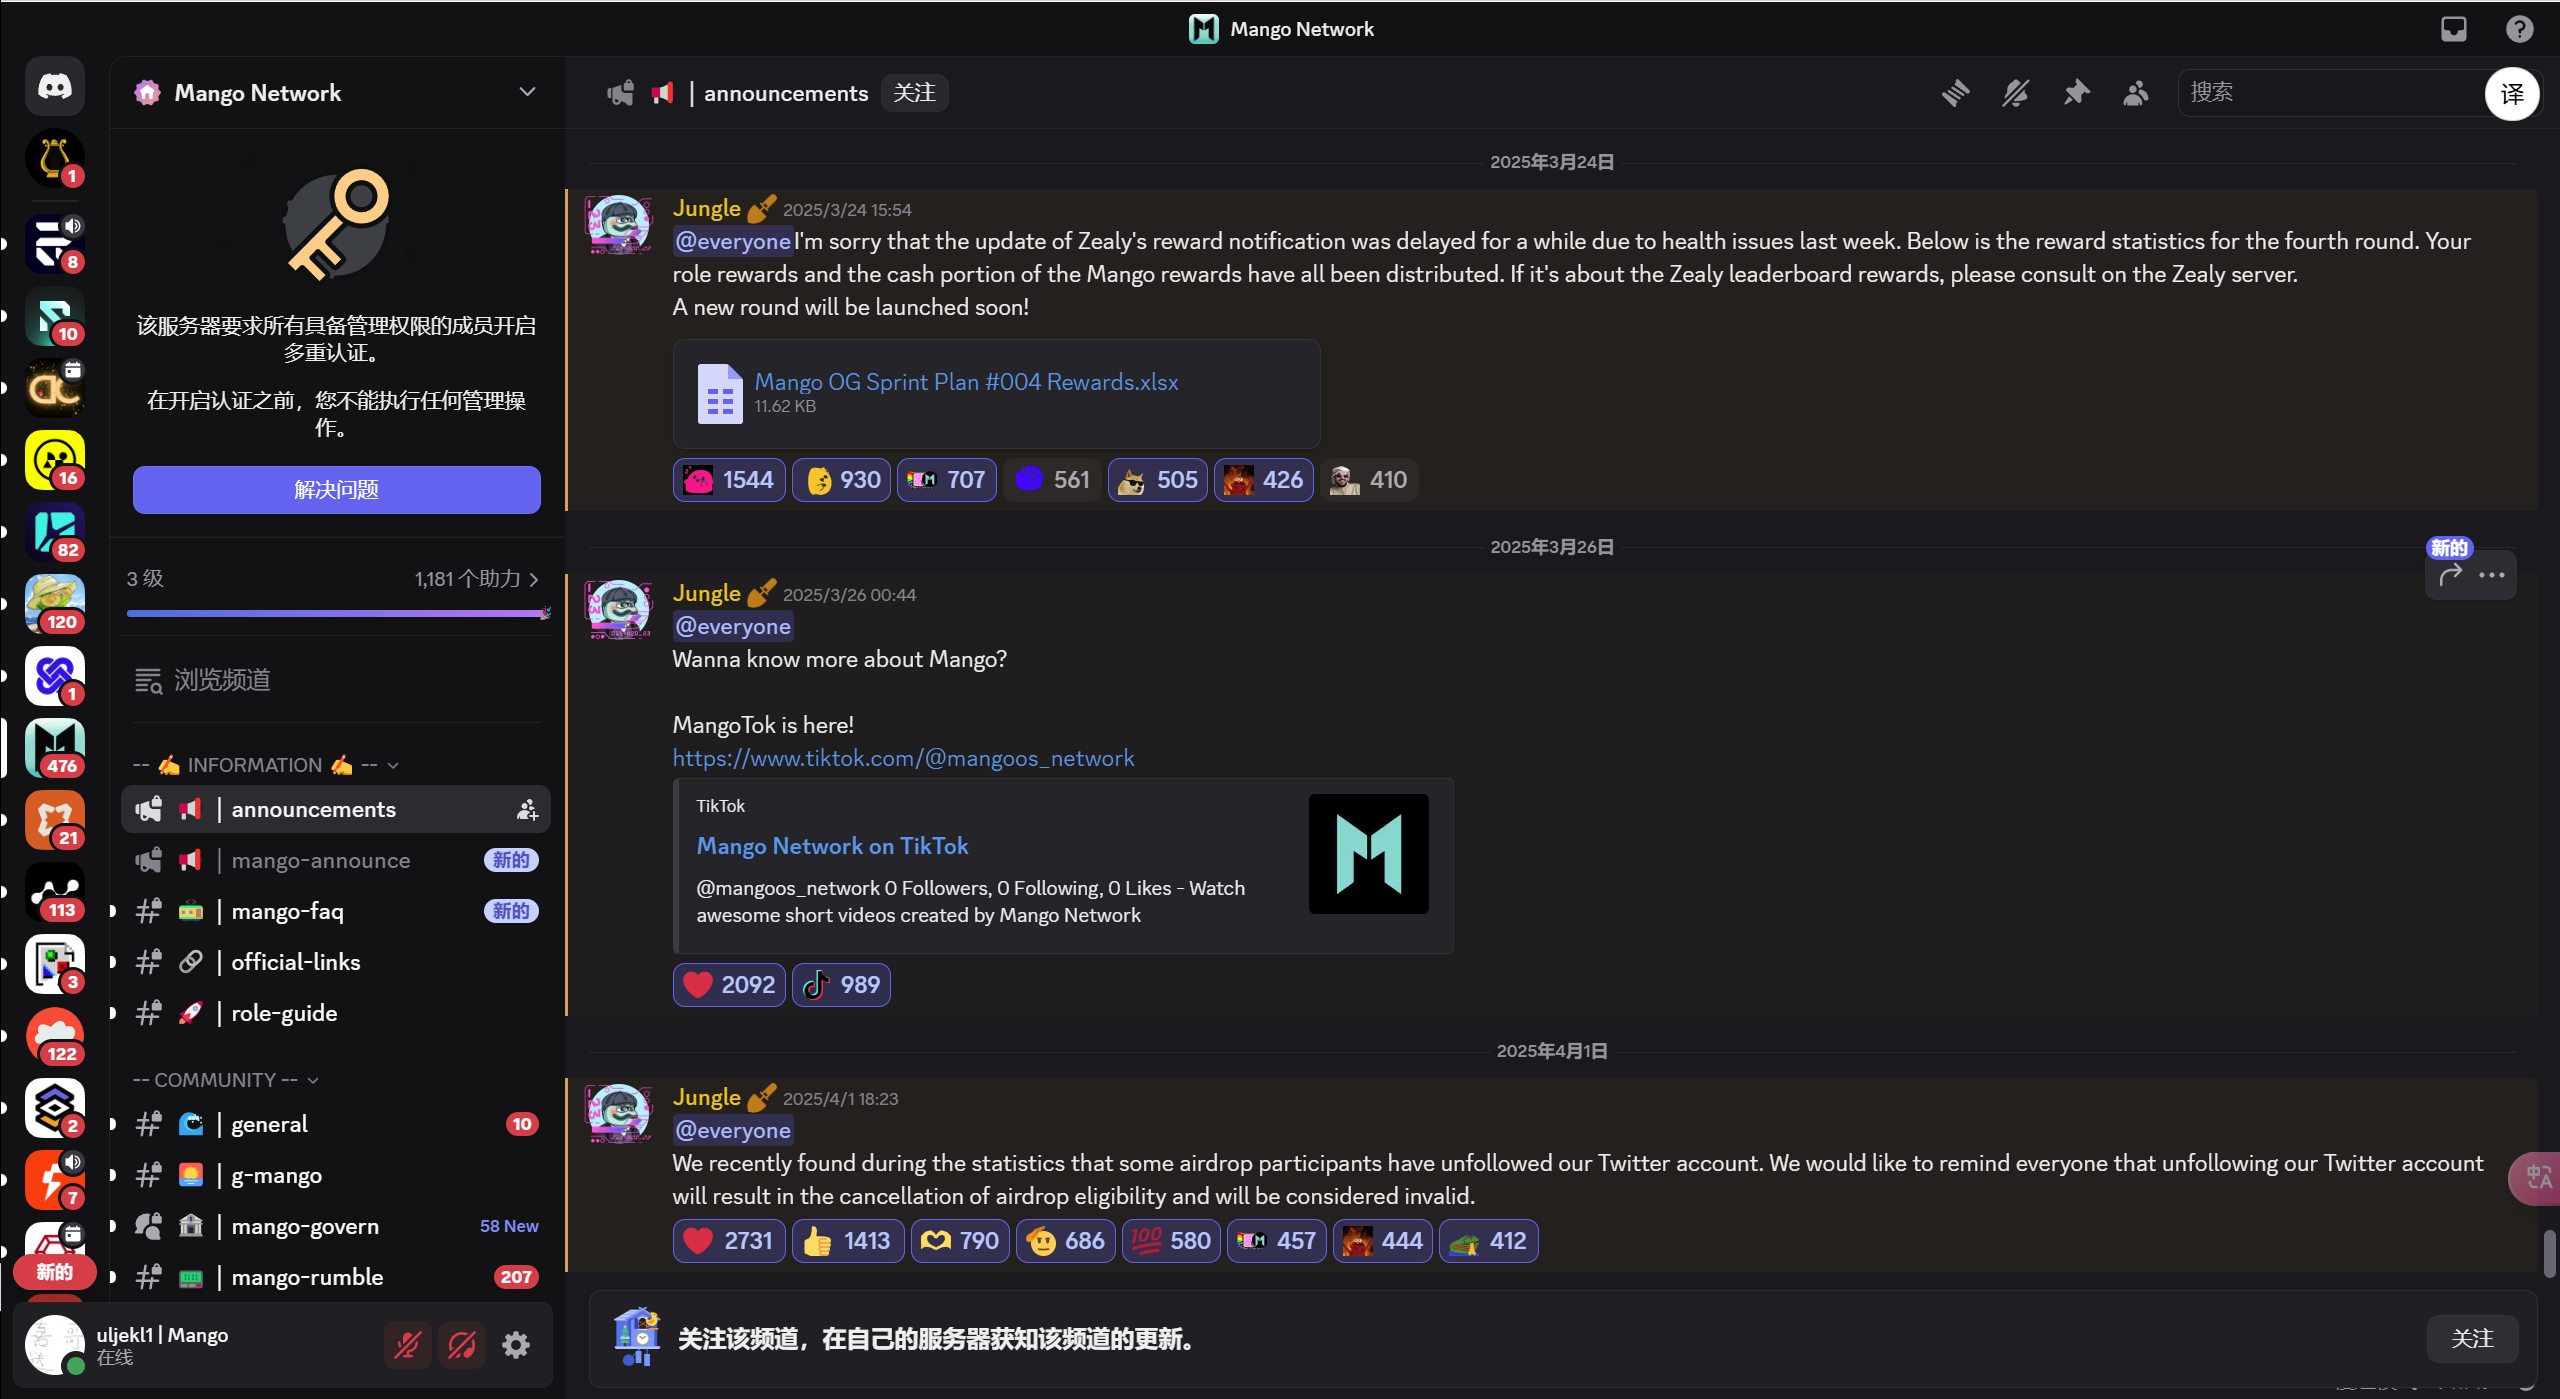 Mango Network
Mango Network
| announcements
关注
搜索
译
1
8
10
16
82
120
1
476
21
113
3
122
2
7
新的
该服务器要求所有具备管理权限的成员开启
多重认证。
在开启认证之前，您不能执行任何管理操
作。
解决问题
3 级
1,181 个助力
浏览频道
-- INFORMATION --
| announcements
| mango-announce 新的
| mango-faq 新的
| official-links
| role-guide
-- COMMUNITY --
| general 10
| g-mango
| mango-govern 58 New
| mango-rumble 207
uljekl1 | Mango
在线
2025年3月24日
Jungle 2025/3/24 15:54
@everyone I'm sorry that the update of Zealy's reward notification was delayed for a while due to health issues last week. Below is the reward statistics for the fourth round. Your
role rewards and the cash portion of the Mango rewards have all been distributed. If it's about the Zealy leaderboard rewards, please consult on the Zealy server.
A new round will be launched soon!
Mango OG Sprint Plan #004 Rewards.xlsx
11.62 KB
1544 930 707 561 505 426 410
2025年3月26日
新的
Jungle 2025/3/26 00:44
@everyone
Wanna know more about Mango?
MangoTok is here!
https://www.tiktok.com/@mangoos_network
TikTok
Mango Network on TikTok
@mangoos_network 0 Followers, 0 Following, 0 Likes - Watch
awesome short videos created by Mango Network
2092 989
2025年4月1日
Jungle 2025/4/1 18:23
@everyone
We recently found during the statistics that some airdrop participants have unfollowed our Twitter account. We would like to remind everyone that unfollowing our Twitter account
will result in the cancellation of airdrop eligibility and will be considered invalid.
2731 1413 790 686 580 457 444 412
关注该频道，在自己的服务器获知该频道的更新。
关注